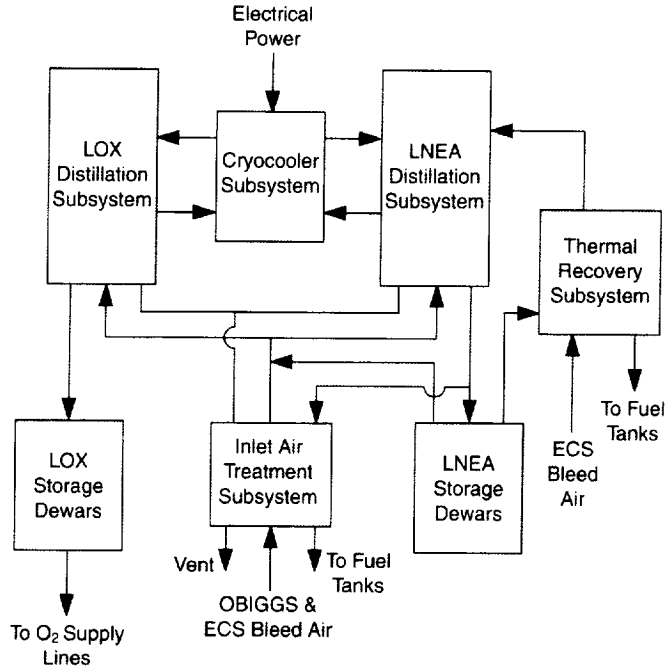 Electrical
Power
LOX
Distillation
Subsystem
Cryocooler
Subsystem
LNEA
Distillation
Subsystem
Thermal
Recovery
Subsystem
To Fuel
Tanks
ECS
Bleed
Air
LOX
Storage
Dewars
Inlet Air
Treatment
Subsystem
LNEA
Storage
Dewars
Vent
To Fuel
Tanks
OBIGGS &
ECS Bleed Air
To O₂ Supply
Lines